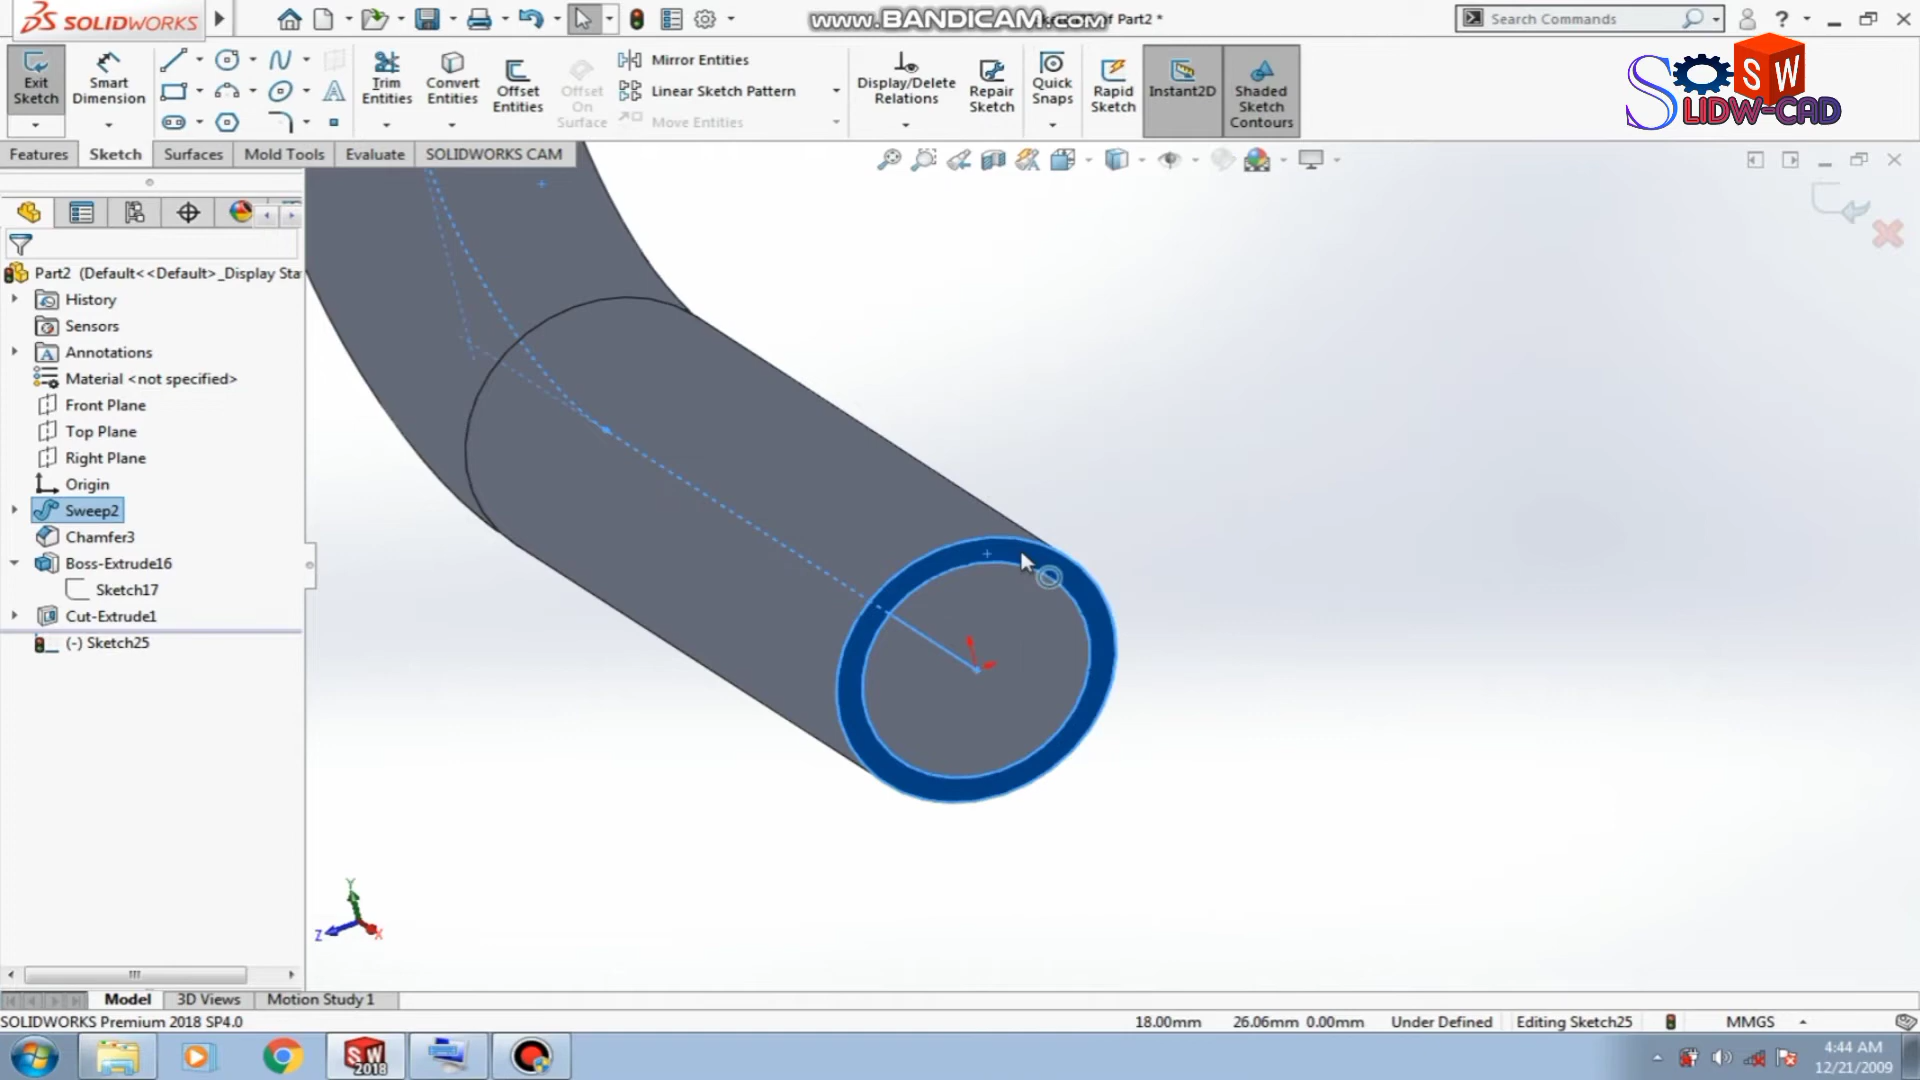 SOLIDWORKS
www.BANDICAM.com
of Part2 *
Search Commands
Exit Sketch
Smart Dimension
Trim Entities
Convert Entities
Offset Entities
Offset On Surface
Mirror Entities
Linear Sketch Pattern
Move Entities
Display/Delete Relations
Repair Sketch
Quick Snaps
Rapid Sketch
Instant2D
Shaded Sketch Contours
SW
SOLIDW-CAD
Features
Sketch
Surfaces
Mold Tools
Evaluate
SOLIDWORKS CAM
Part2 (Default<<Default>_Display Sta
History
Sensors
Annotations
Material <not specified>
Front Plane
Top Plane
Right Plane
Origin
Sweep2
Chamfer3
Boss-Extrude16
Sketch17
Cut-Extrude1
(-) Sketch25
Y
Z
X
Model
3D Views
Motion Study 1
SOLIDWORKS Premium 2018 SP4.0
18.00mm
26.06mm 0.00mm
Under Defined
Editing Sketch25
MMGS
SW 2018
4:44 AM
12/21/2009